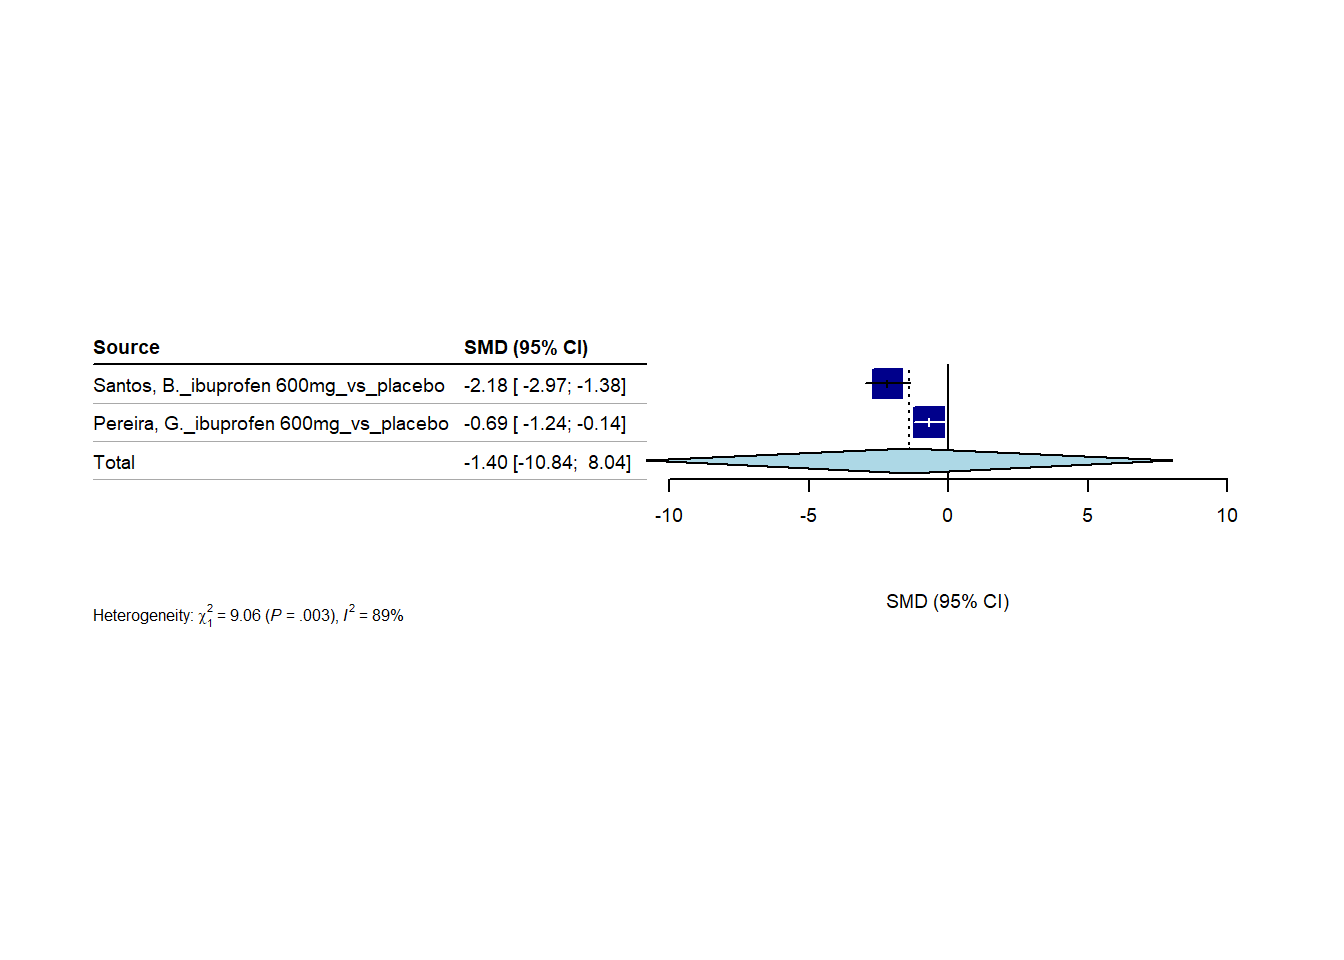 Source SMD (95% CI)
Santos, B._ibuprofen 600mg_vs_placebo -2.18 [ -2.97; -1.38]
Pereira, G._ibuprofen 600mg_vs_placebo -0.69 [ -1.24; -0.14]
Total -1.40 [-10.84; 8.04]
-10 -5 0 5 10
SMD (95% CI)
Heterogeneity: χ²₁ = 9.06 (P = .003), I² = 89%